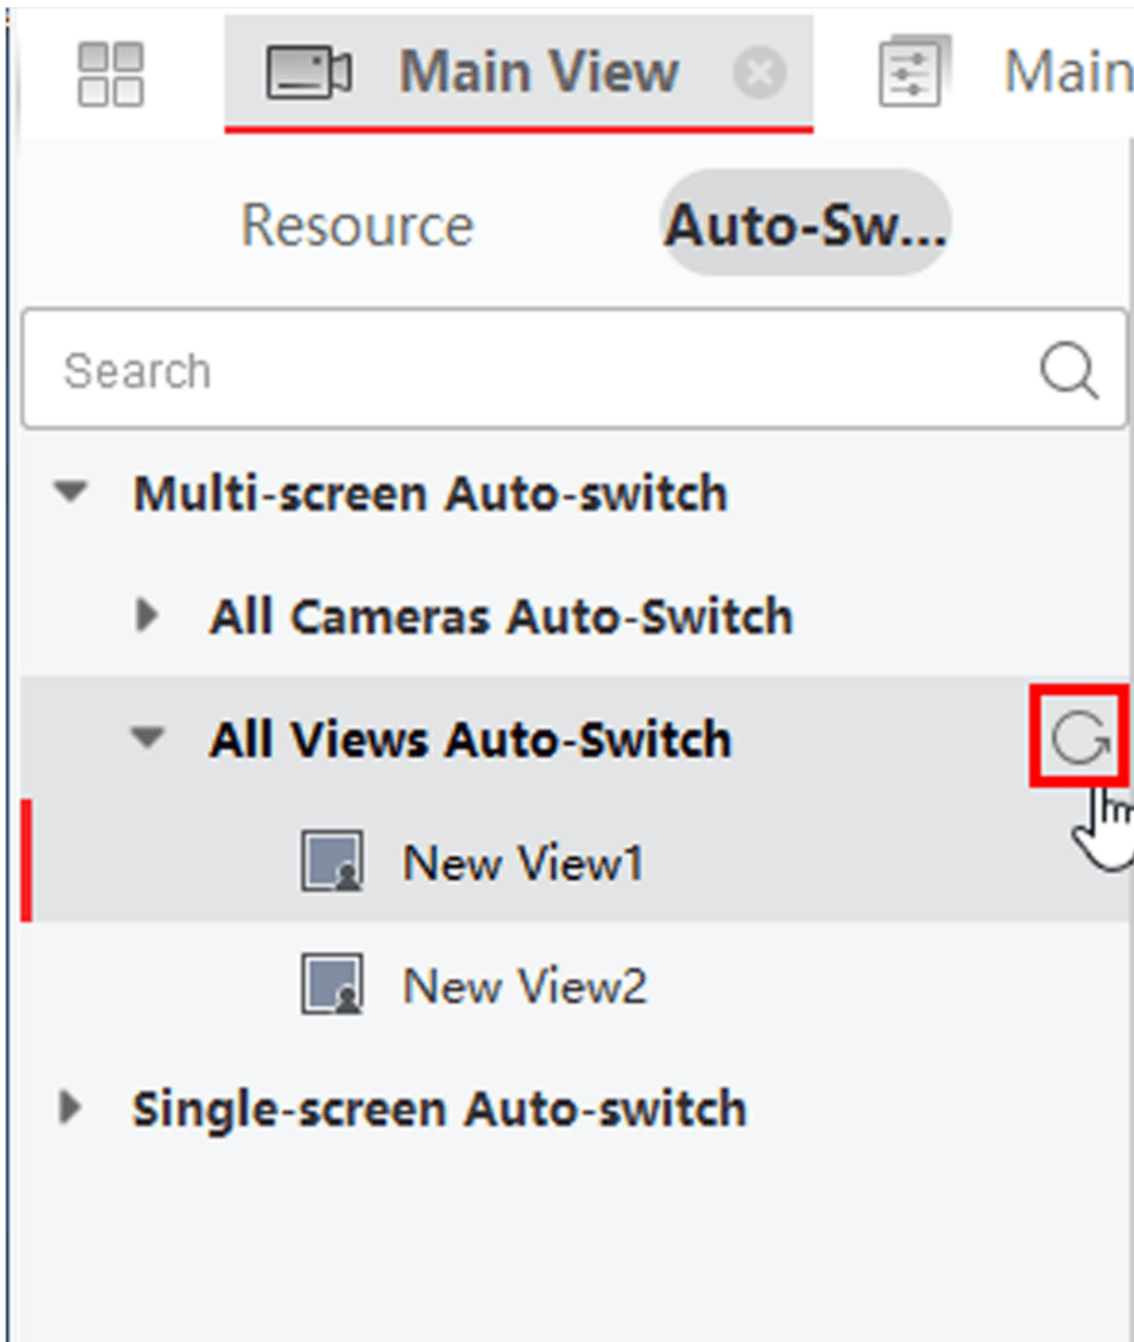 Main View Main
Resource Auto-Sw...
Search
Multi-screen Auto-switch
All Cameras Auto-Switch
All Views Auto-Switch
New View1
New View2
Single-screen Auto-switch